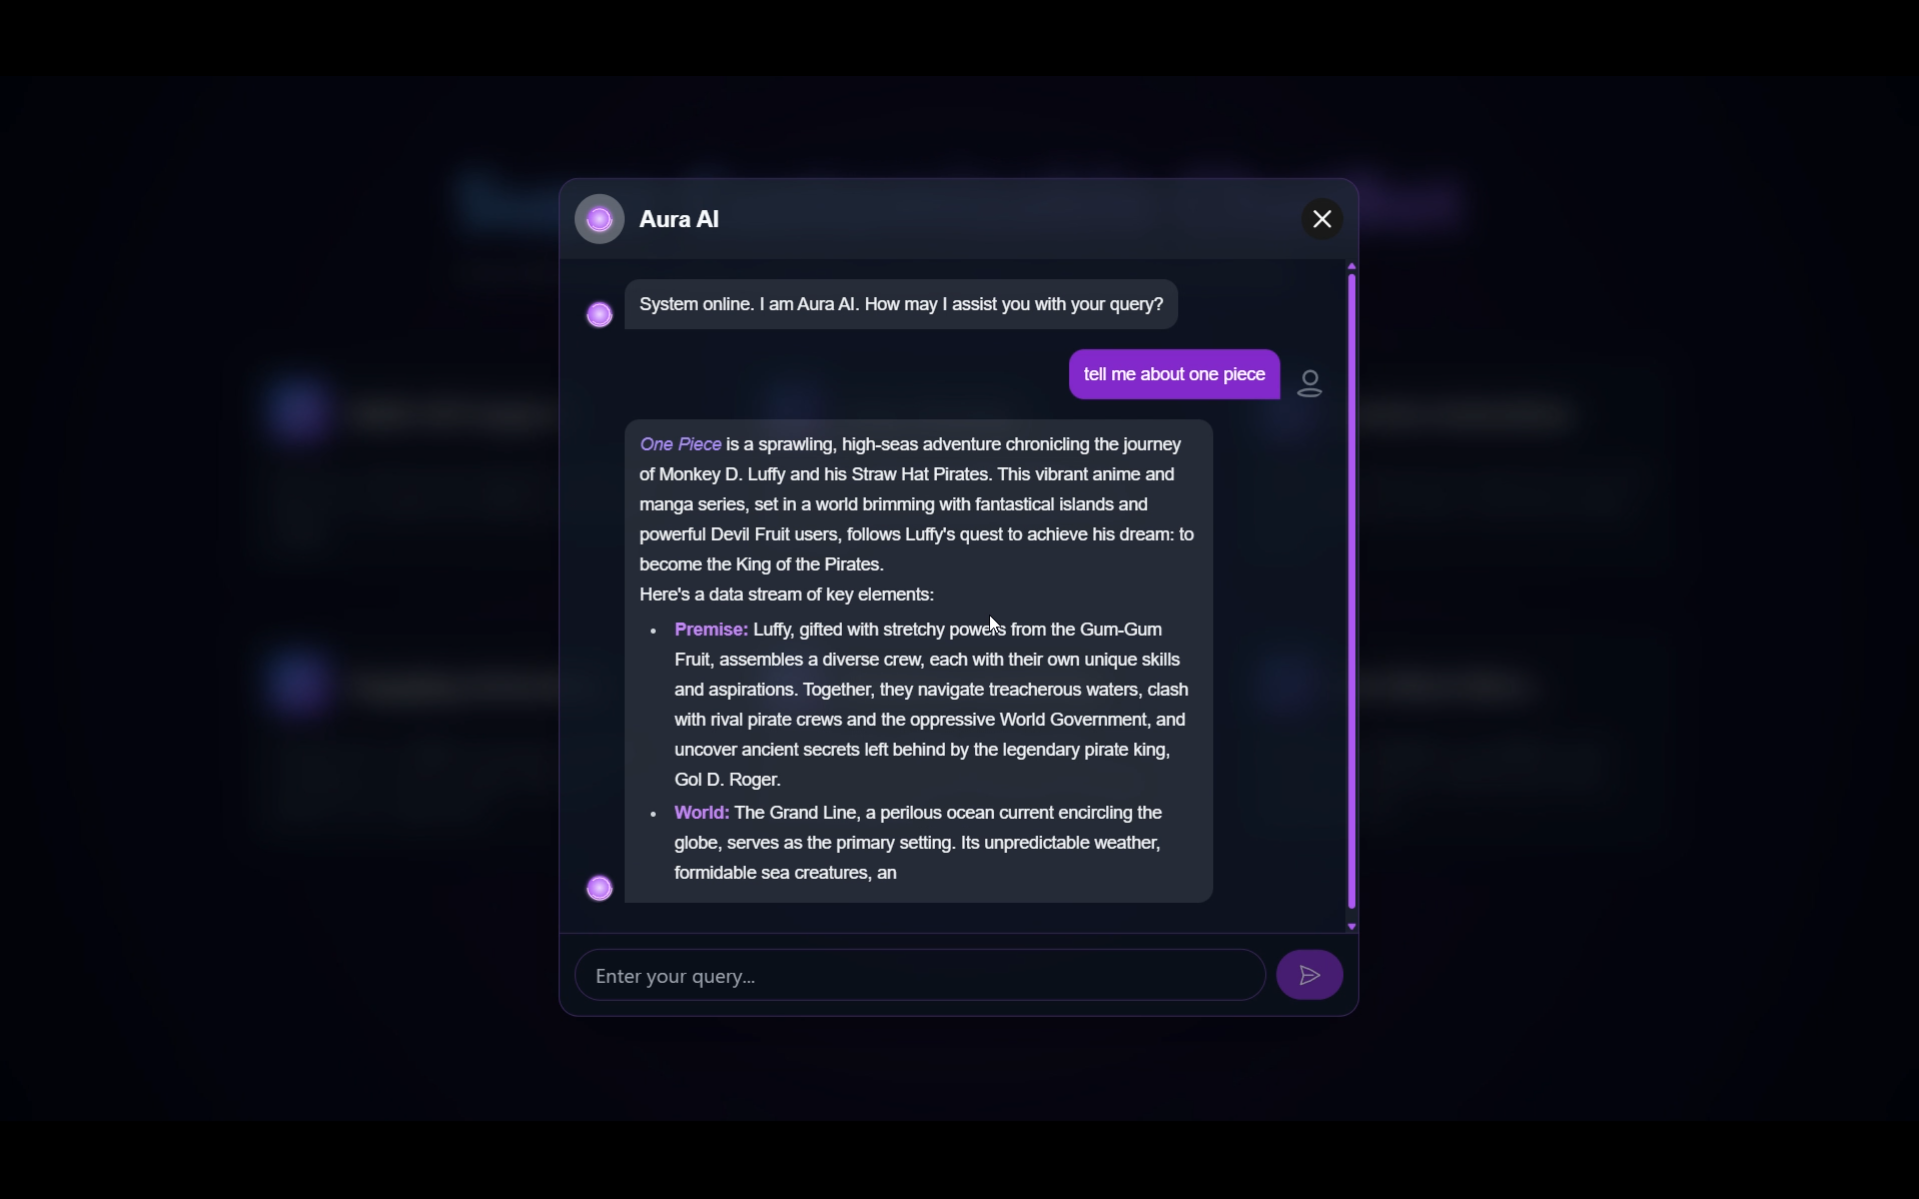 Aura AI
System online. I am Aura AI. How may I assist you with your query?
tell me about one piece
One Piece is a sprawling, high-seas adventure chronicling the journey
of Monkey D. Luffy and his Straw Hat Pirates. This vibrant anime and
manga series, set in a world brimming with fantastical islands and
powerful Devil Fruit users, follows Luffy's quest to achieve his dream: to
become the King of the Pirates.
Here's a data stream of key elements:
• Premise: Luffy, gifted with stretchy powers from the Gum-Gum
Fruit, assembles a diverse crew, each with their own unique skills
and aspirations. Together, they navigate treacherous waters, clash
with rival pirate crews and the oppressive World Government, and
uncover ancient secrets left behind by the legendary pirate king,
Gol D. Roger.
• World: The Grand Line, a perilous ocean current encircling the
globe, serves as the primary setting. Its unpredictable weather,
formidable sea creatures, an
Enter your query...